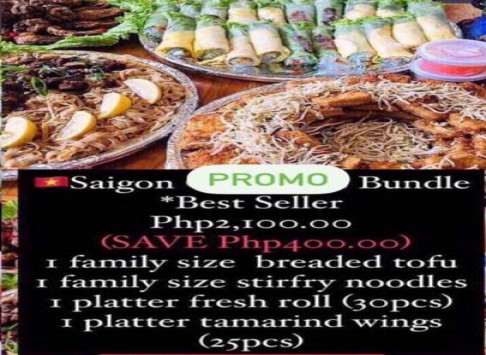 🇻🇳Saigon PROMO Bundle
*Best Seller
Php2,100.00
(SAVE Php400.00)
1 family size breaded tofu
1 family size stirfry noodles
1 platter fresh roll (30pcs)
1 platter tamarind wings
(25pcs)